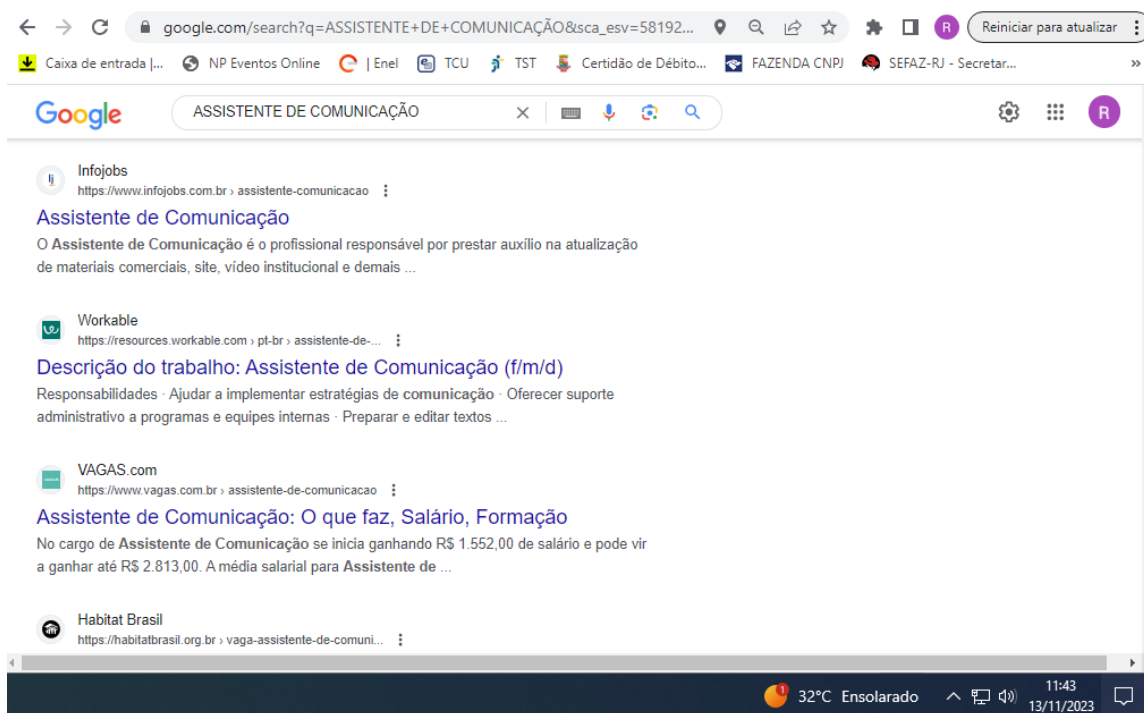 google.com/search?q=ASSISTENTE+DE+COMUNICAÇÃO&sca_esv=58192...
R
Reiniciar para atualizar
Caixa de entrada |...
NP Eventos Online
| Enel
TCU
TST
Certidão de Débito...
FAZENDA CNPJ
SEFAZ-RJ - Secretar...
»
Google
ASSISTENTE DE COMUNICAÇÃO
R
Infojobs
https://www.infojobs.com.br › assistente-comunicacao
Assistente de Comunicação
O Assistente de Comunicação é o profissional responsável por prestar auxílio na atualização
de materiais comerciais, site, vídeo institucional e demais ...
Workable
https://resources.workable.com › pt-br › assistente-de-...
Descrição do trabalho: Assistente de Comunicação (f/m/d)
Responsabilidades · Ajudar a implementar estratégias de comunicação · Oferecer suporte
administrativo a programas e equipes internas · Preparar e editar textos ...
VAGAS.com
https://www.vagas.com.br › assistente-de-comunicacao
Assistente de Comunicação: O que faz, Salário, Formação
No cargo de Assistente de Comunicação se inicia ganhando R$ 1.552,00 de salário e pode vir
a ganhar até R$ 2.813,00. A média salarial para Assistente de ...
Habitat Brasil
https://habitatbrasil.org.br › vaga-assistente-de-comuni...
1
32°C Ensolarado
11:43
13/11/2023